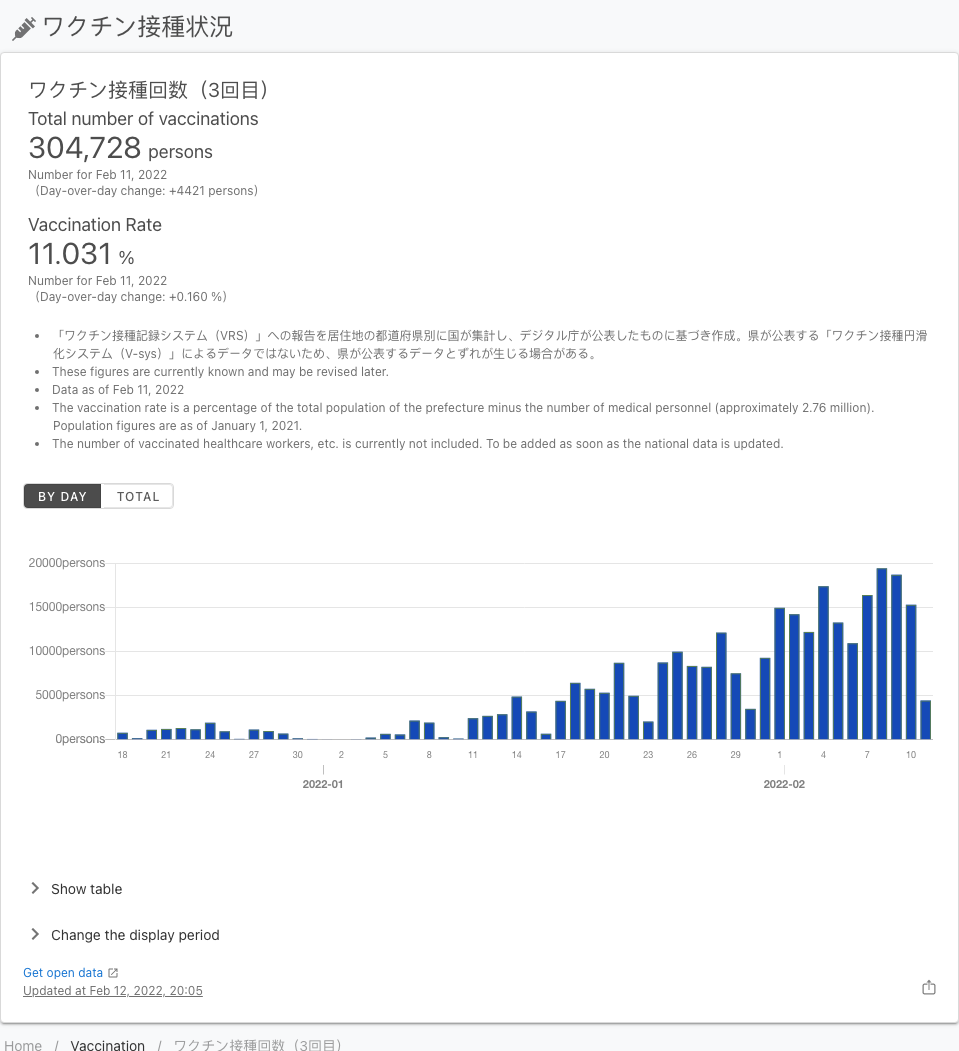 ワクチン接種状況
ワクチン接種回数（3回目）
Total number of vaccinations
304,728 persons
Number for Feb 11, 2022
（Day-over-day change: +4421 persons）
Vaccination Rate
11.031 %
Number for Feb 11, 2022
（Day-over-day change: +0.160 %）
• 「ワクチン接種記録システム（VRS）」への報告を居住地の都道府県別に国が集計し、デジタル庁が公表したものに基づき作成。県が公表する「ワクチン接種円滑
化システム（V-sys）」によるデータではないため、県が公表するデータとずれが生じる場合がある。
• These figures are currently known and may be revised later.
• Data as of Feb 11, 2022
• The vaccination rate is a percentage of the total population of the prefecture minus the number of medical personnel (approximately 2.76 million).
Population figures are as of January 1, 2021.
• The number of vaccinated healthcare workers, etc. is currently not included. To be added as soon as the national data is updated.
BY DAY TOTAL
20000persons
15000persons
10000persons
5000persons
0persons
18 21 24 27 30 2 5 8 11 14 17 20 23 26 29 1 4 7 10
2022-01 2022-02
Show table
Change the display period
Get open data
Updated at Feb 12, 2022, 20:05
Home / Vaccination / ワクチン接種回数（3回目）